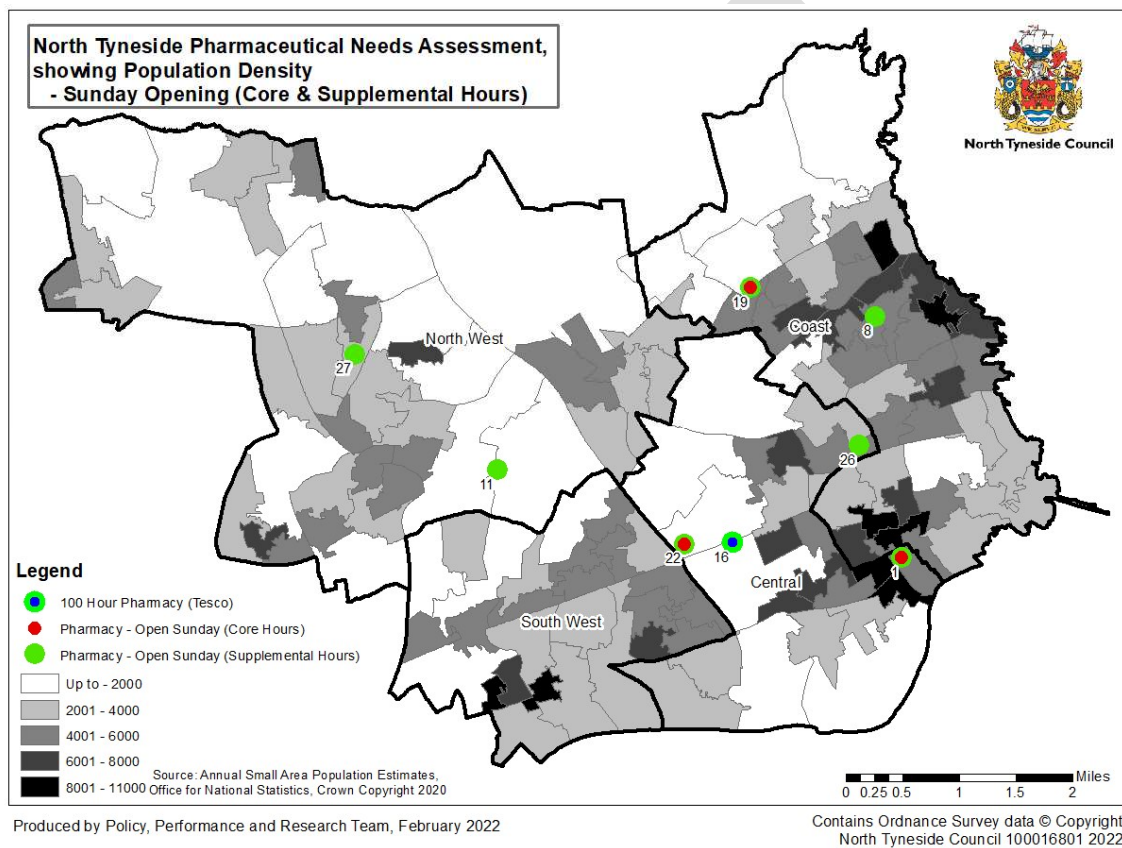 North Tyneside Pharmaceutical Needs Assessment,
showing Population Density
- Sunday Opening (Core & Supplemental Hours)
North Tyneside Council
19
Coast
8
North West
27
26
11
22
16
1
Central
South West
Legend
100 Hour Pharmacy (Tesco)
Pharmacy - Open Sunday (Core Hours)
Pharmacy - Open Sunday (Supplemental Hours)
Up to - 2000
2001 - 4000
4001 - 6000
6001 - 8000
8001 - 11000
Source: Annual Small Area Population Estimates,
Office for National Statistics, Crown Copyright 2020
Miles
0 0.25 0.5 1 1.5 2
Produced by Policy, Performance and Research Team, February 2022
Contains Ordnance Survey data © Copyright
North Tyneside Council 100016801 2022